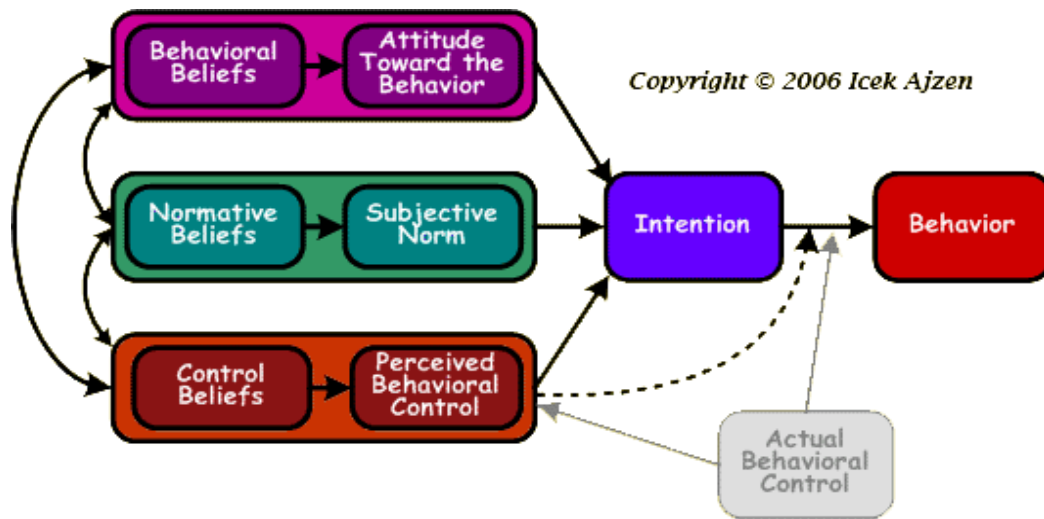 Behavioral
Beliefs
Attitude
Toward the
Behavior
Copyright © 2006 Icek Ajzen
Normative
Beliefs
Subjective
Norm
Intention
Behavior
Control
Beliefs
Perceived
Behavioral
Control
Actual
Behavioral
Control